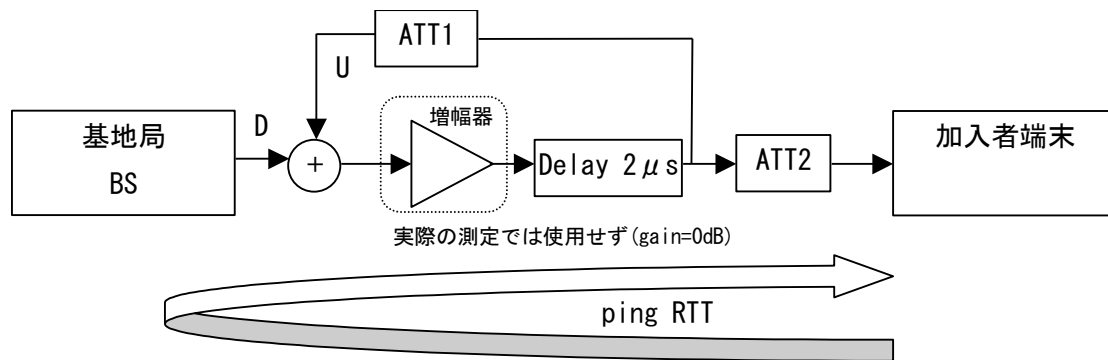 ATT1
U
増幅器
基地局
BS
D
+
Delay 2μs
ATT2
加入者端末
実際の測定では使用せず(gain=0dB)
ping RTT